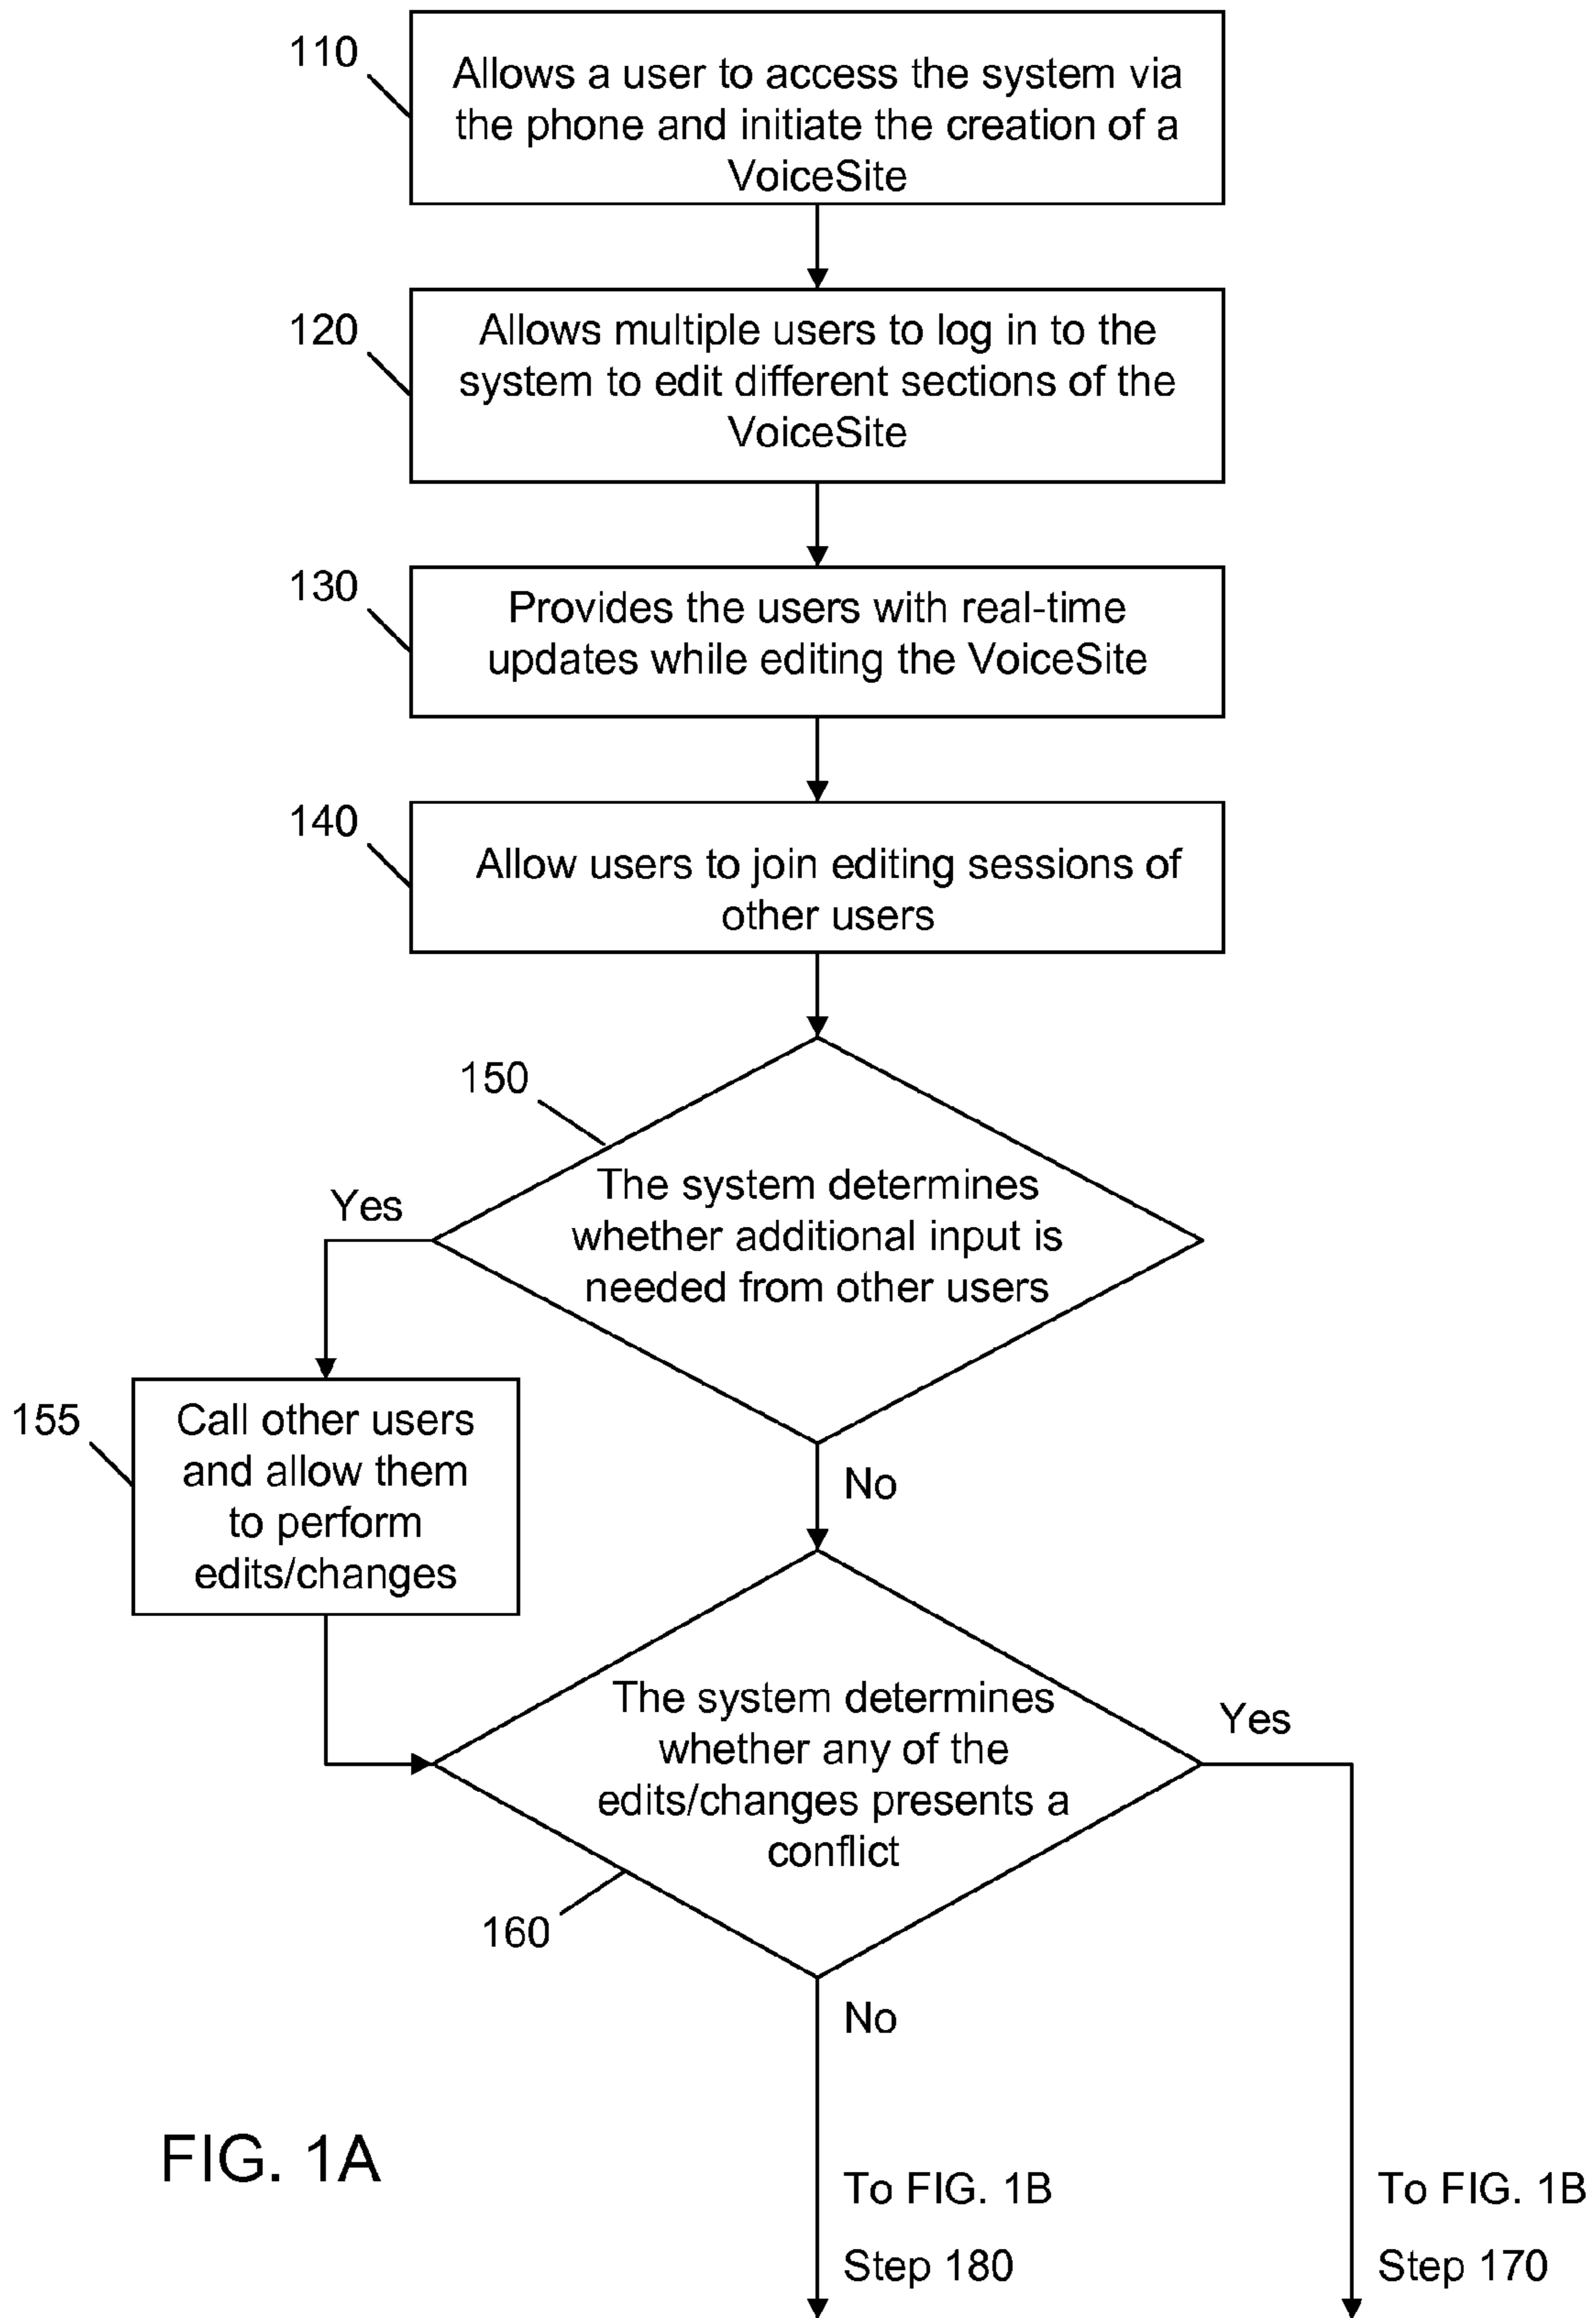 110
Allows a user to access the system via
the phone and initiate the creation of a
VoiceSite
120
Allows multiple users to log in to the
system to edit different sections of the
VoiceSite
130
Provides the users with real-time
updates while editing the VoiceSite
140
Allow users to join editing sessions of
other users
150
The system determines
whether additional input is
needed from other users
Yes
No
155
Call other users
and allow them
to perform
edits/changes
The system determines
whether any of the
edits/changes presents a
conflict
Yes
160
No
FIG. 1A
To FIG. 1B
Step 180
To FIG. 1B
Step 170